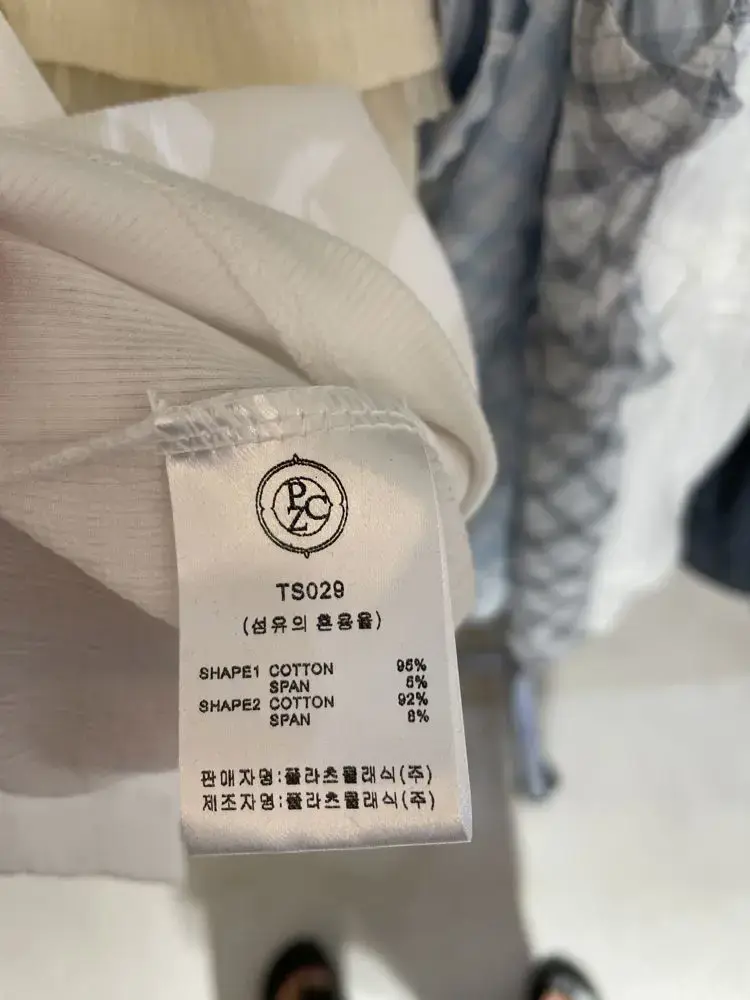 PZC
TS029
(섬유의 혼용율)
SHAPE1 COTTON 95%
SPAN 5%
SHAPE2 COTTON 92%
SPAN 8%
판매자명:플라츠클래식(주)
제조자명:플라츠클래식(주)